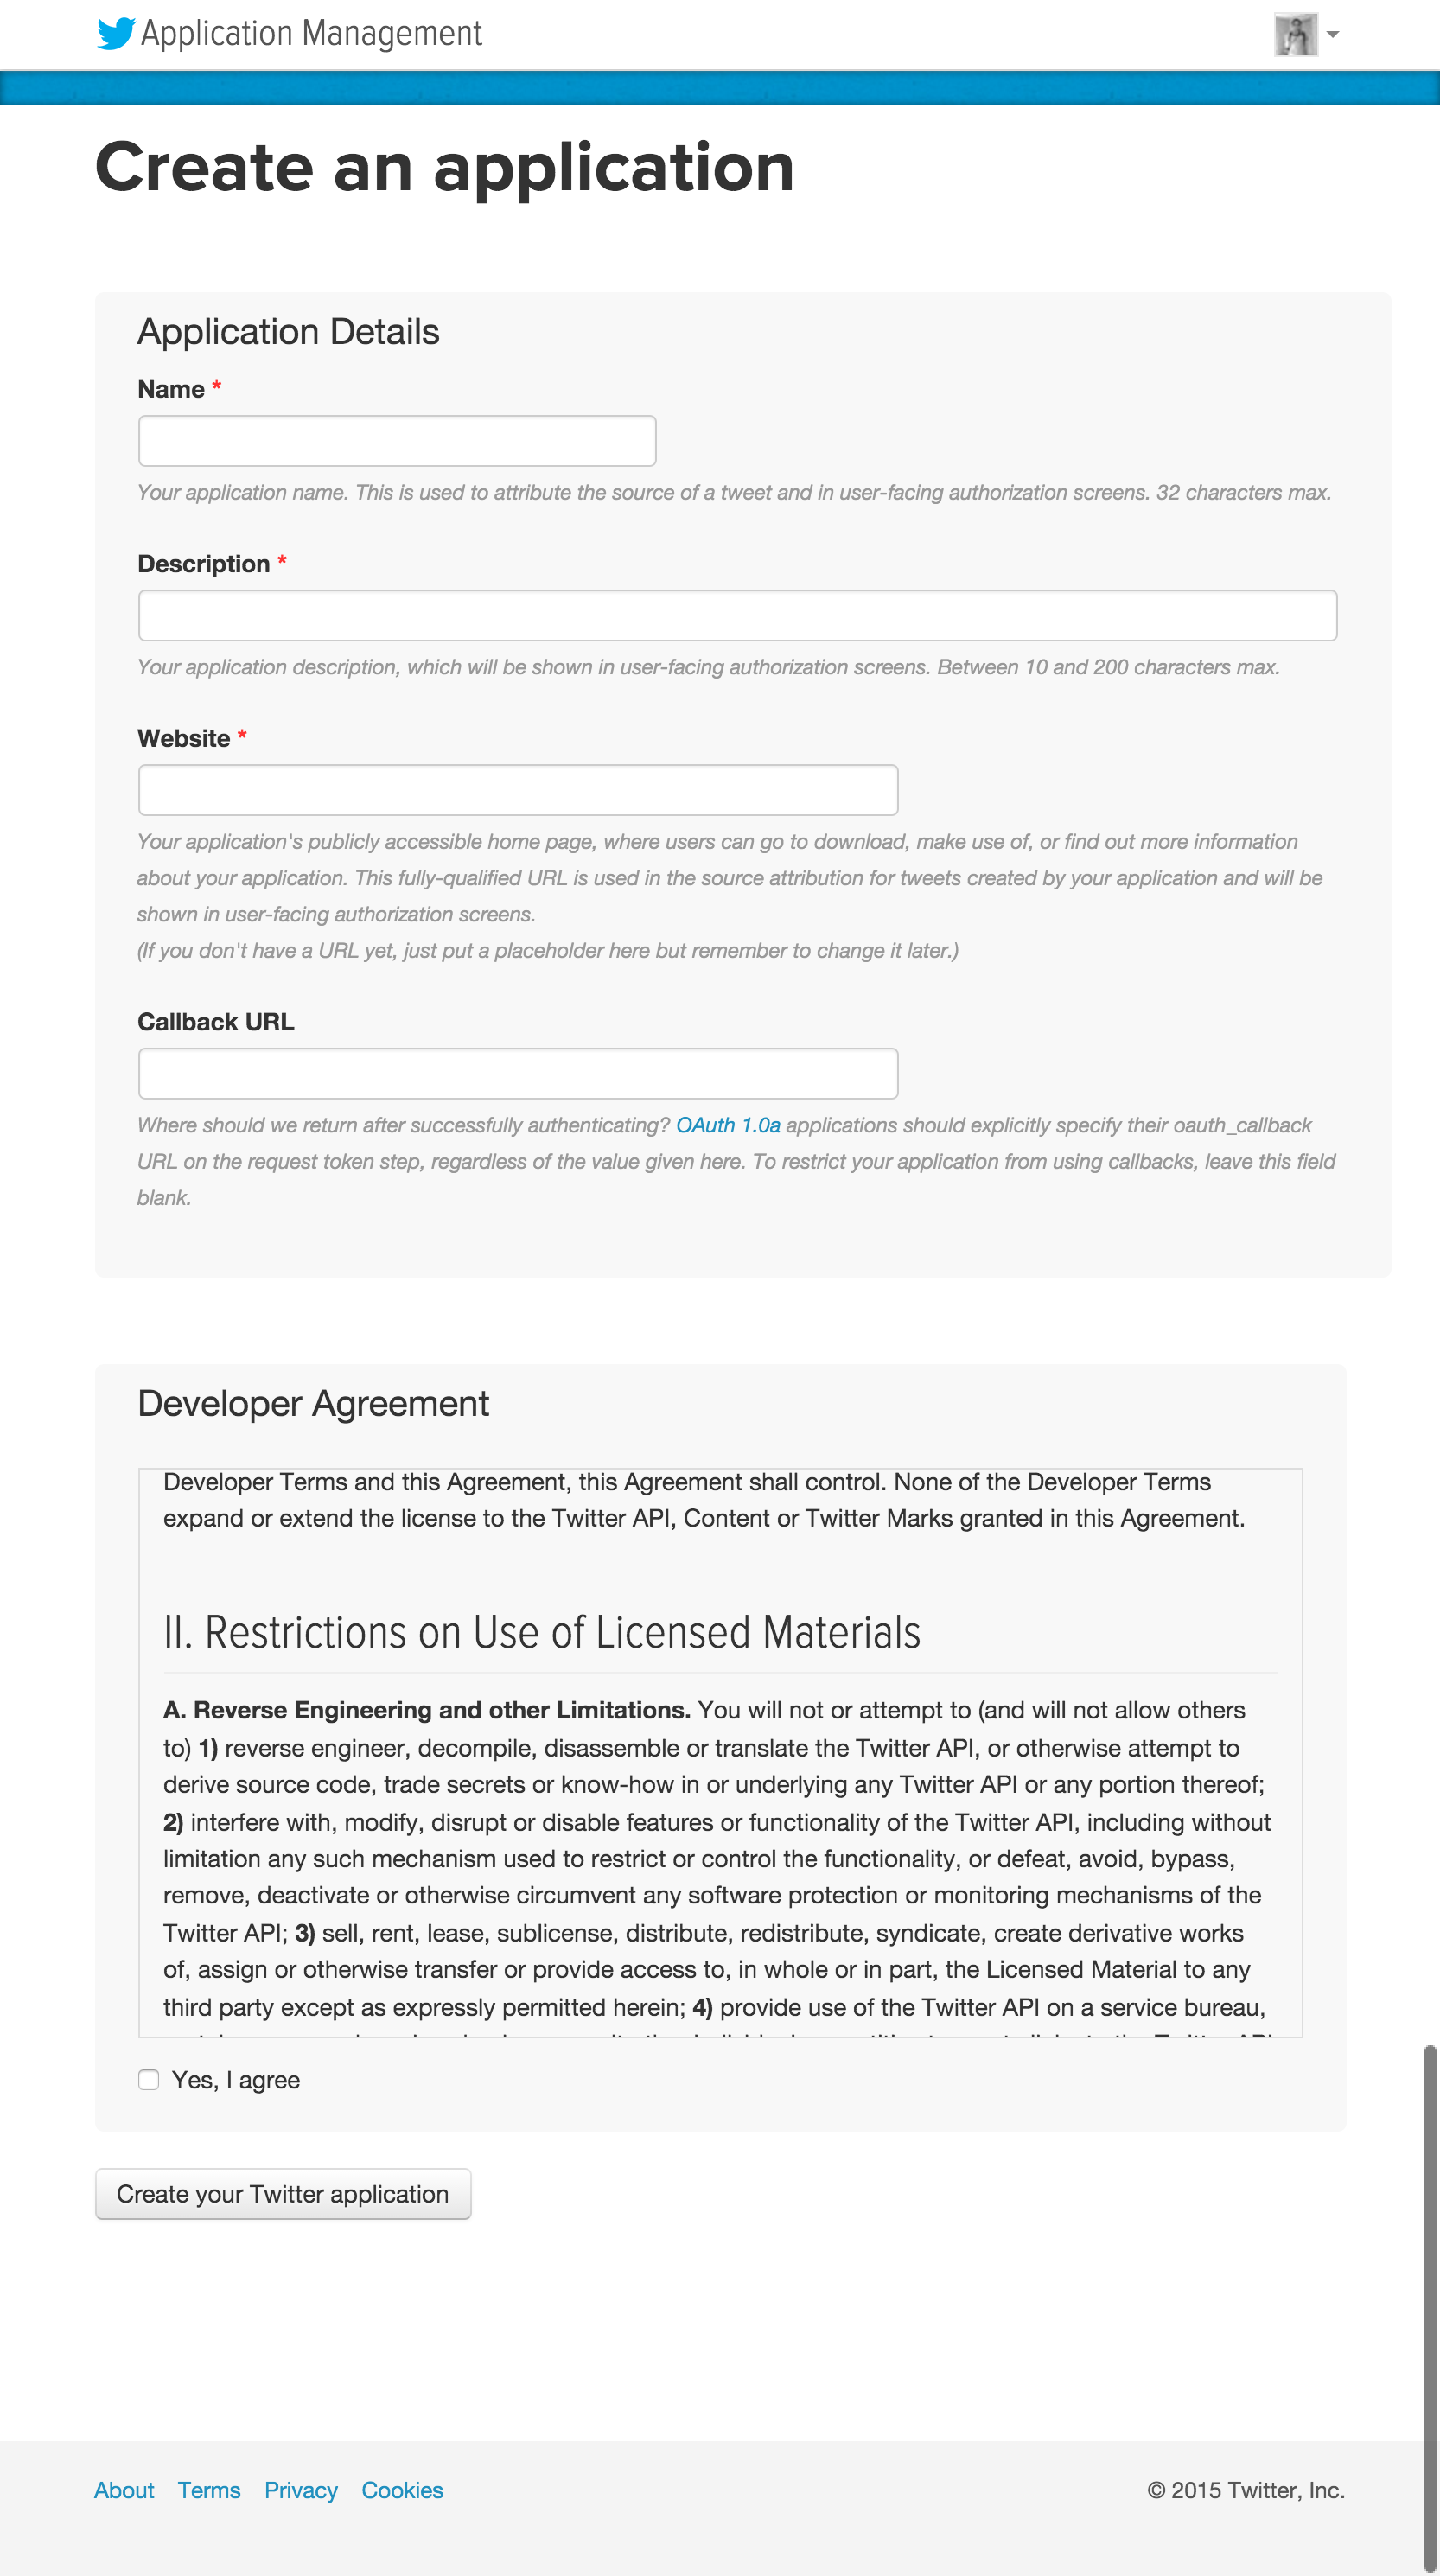 Application Management
Create an application
Application Details
Name *
Your application name. This is used to attribute the source of a tweet and in user-facing authorization screens. 32 characters max.
Description *
Your application description, which will be shown in user-facing authorization screens. Between 10 and 200 characters max.
Website *
Your application's publicly accessible home page, where users can go to download, make use of, or find out more information
about your application. This fully-qualified URL is used in the source attribution for tweets created by your application and will be
shown in user-facing authorization screens.
(If you don't have a URL yet, just put a placeholder here but remember to change it later.)
Callback URL
Where should we return after successfully authenticating? OAuth 1.0a applications should explicitly specify their oauth_callback
URL on the request token step, regardless of the value given here. To restrict your application from using callbacks, leave this field
blank.
Developer Agreement
Developer Terms and this Agreement, this Agreement shall control. None of the Developer Terms
expand or extend the license to the Twitter API, Content or Twitter Marks granted in this Agreement.
II. Restrictions on Use of Licensed Materials
A. Reverse Engineering and other Limitations. You will not or attempt to (and will not allow others
to) 1) reverse engineer, decompile, disassemble or translate the Twitter API, or otherwise attempt to
derive source code, trade secrets or know-how in or underlying any Twitter API or any portion thereof;
2) interfere with, modify, disrupt or disable features or functionality of the Twitter API, including without
limitation any such mechanism used to restrict or control the functionality, or defeat, avoid, bypass,
remove, deactivate or otherwise circumvent any software protection or monitoring mechanisms of the
Twitter API; 3) sell, rent, lease, sublicense, distribute, redistribute, syndicate, create derivative works
of, assign or otherwise transfer or provide access to, in whole or in part, the Licensed Material to any
third party except as expressly permitted herein; 4) provide use of the Twitter API on a service bureau,
Yes, I agree
Create your Twitter application
About Terms Privacy Cookies
© 2015 Twitter, Inc.